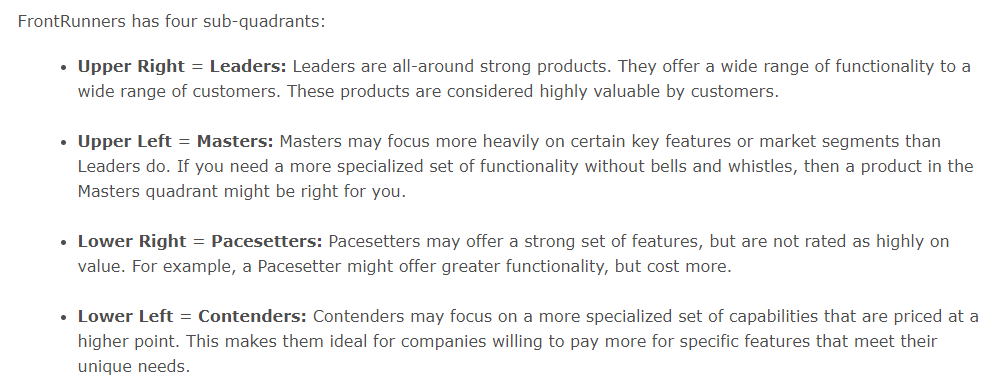 FrontRunners has four sub-quadrants:
• Upper Right = Leaders: Leaders are all-around strong products. They offer a wide range of functionality to a
wide range of customers. These products are considered highly valuable by customers.
• Upper Left = Masters: Masters may focus more heavily on certain key features or market segments than
Leaders do. If you need a more specialized set of functionality without bells and whistles, then a product in the
Masters quadrant might be right for you.
• Lower Right = Pacesetters: Pacesetters may offer a strong set of features, but are not rated as highly on
value. For example, a Pacesetter might offer greater functionality, but cost more.
• Lower Left = Contenders: Contenders may focus on a more specialized set of capabilities that are priced at a
higher point. This makes them ideal for companies willing to pay more for specific features that meet their
unique needs.